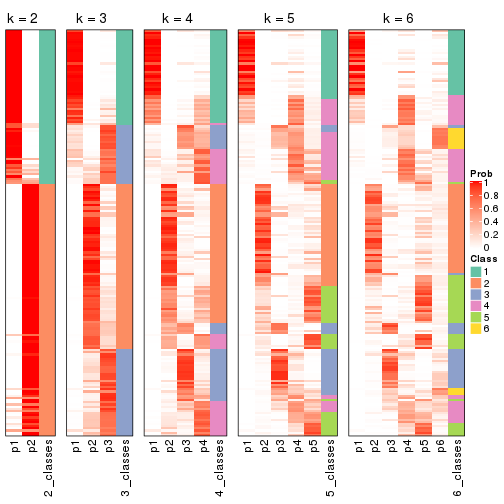 k = 2
k = 3
k = 4
k = 5
k = 6
p1
p2
2_classes
p1
p2
p3
3_classes
p1
p2
p3
p4
4_classes
p1
p2
p3
p4
p5
5_classes
p1
p2
p3
p4
p5
p6
6_classes
Prob
1
0.8
0.6
0.4
0.2
0
Class
1
2
3
4
5
6